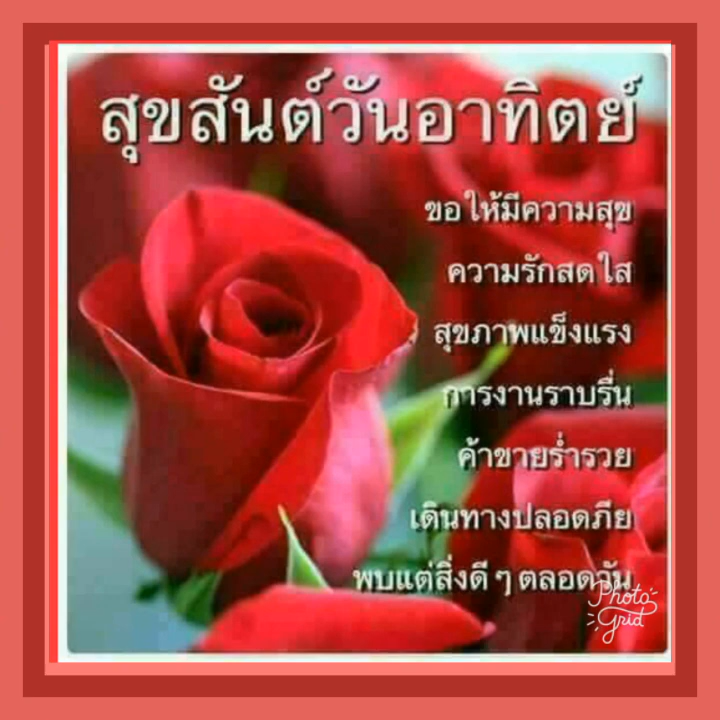 สุขสันต์วันอาทิตย์
ขอให้มีความสุข
ความรักสดใส
สุขภาพแข็งแรง
การงานราบรื่น
ค้าขายร่ำรวย
เดินทางปลอดภัย
พบแต่สิ่งดีๆ ตลอดวัน
Photo
Grid